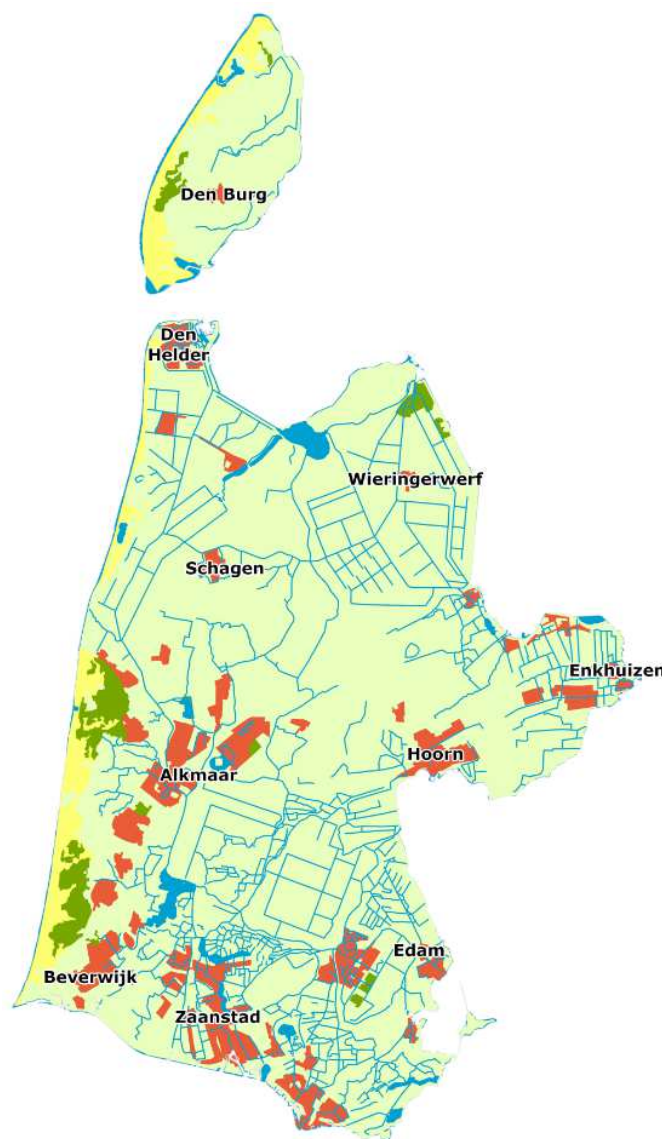 Den Burg
Den
Helder
Wieringerwerf
Schagen
Enkhuizen
Hoorn
Alkmaar
Edam
Beverwijk
Zaanstad